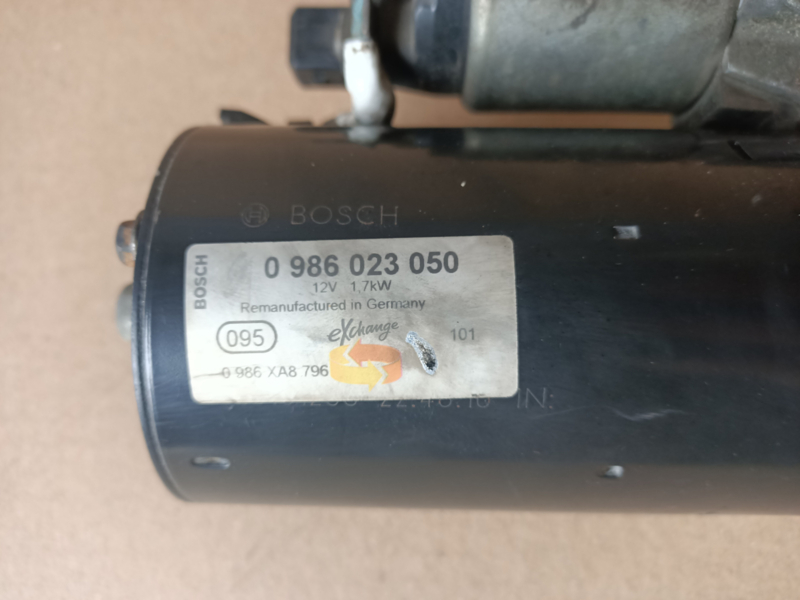 BOSCH
BOSCH
0 986 023 050
12V 1,7kW
Remanufactured in Germany
095
eXchange
101
0 986 XA8 796
IN: